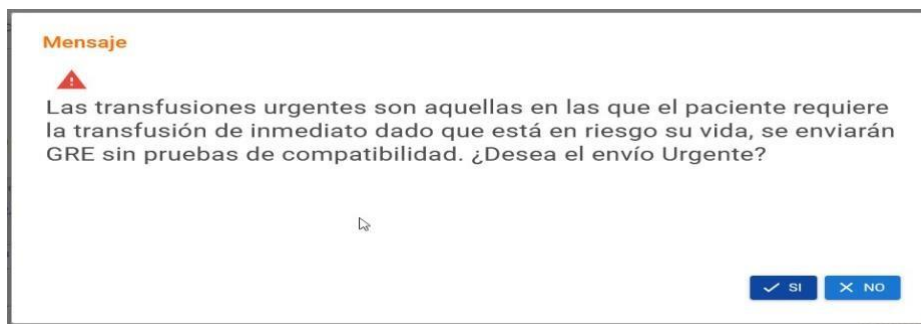 Mensaje
Las transfusiones urgentes son aquellas en las que el paciente requiere
la transfusión de inmediato dado que está en riesgo su vida, se enviarán
GRE sin pruebas de compatibilidad. ¿Desea el envío Urgente?
SI
NO